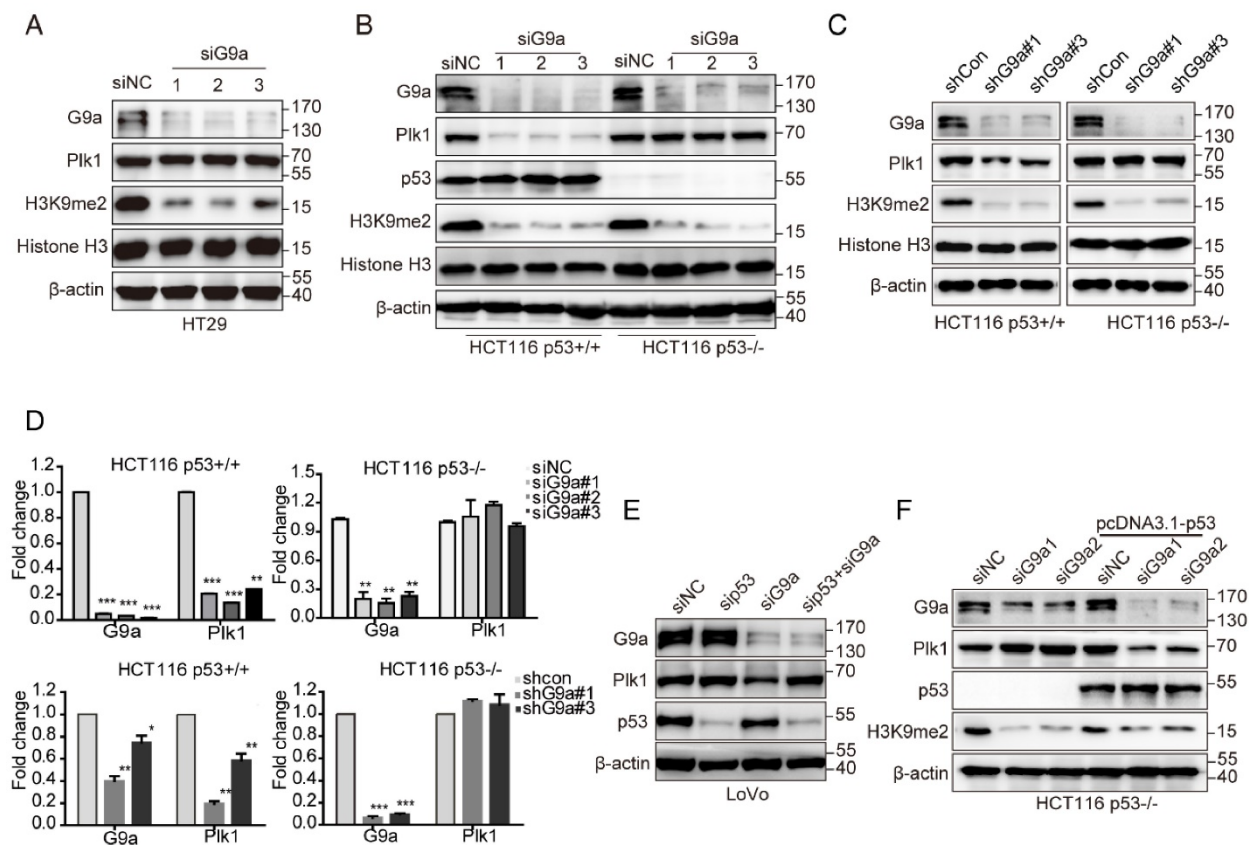 A
siG9a
siNC 1 2 3
G9a
170
130
Plk1
70
55
H3K9me2
15
Histone H3
15
β-actin
55
40
HT29
B
siG9a siG9a
siNC 1 2 3 siNC 1 2 3
G9a
170
130
Plk1
70
p53
55
H3K9me2
15
Histone H3
15
β-actin
55
40
HCT116 p53+/+ HCT116 p53-/-
C
shCon shG9a#1 shG9a#3 shCon shG9a#1 shG9a#3
G9a
170
130
Plk1
70
55
H3K9me2
15
Histone H3
15
β-actin
55
40
HCT116 p53+/+ HCT116 p53-/-
D
HCT116 p53+/+
Fold change
1.2
1.0
0.8
0.6
0.4
0.2
0.0
*** *** *** *** *** **
G9a Plk1
HCT116 p53-/-
Fold change
1.5
1.2
0.9
0.6
0.3
0.0
** ** **
G9a Plk1
siNC
siG9a#1
siG9a#2
siG9a#3
HCT116 p53+/+
Fold change
1.2
1.0
0.8
0.6
0.4
0.2
0.0
** * ** **
G9a Plk1
HCT116 p53-/-
Fold change
1.2
1.0
0.8
0.6
0.4
0.2
0.0
*** ***
G9a Plk1
shcon
shG9a#1
shG9a#3
E
siNC sip53 siG9a sip53+siG9a
G9a
170
130
Plk1
70
p53
55
β-actin
55
40
LoVo
F
pcDNA3.1-p53
siNC siG9a1 siG9a2 siNC siG9a1 siG9a2
G9a
170
130
Plk1
70
p53
55
H3K9me2
15
β-actin
55
40
HCT116 p53-/-